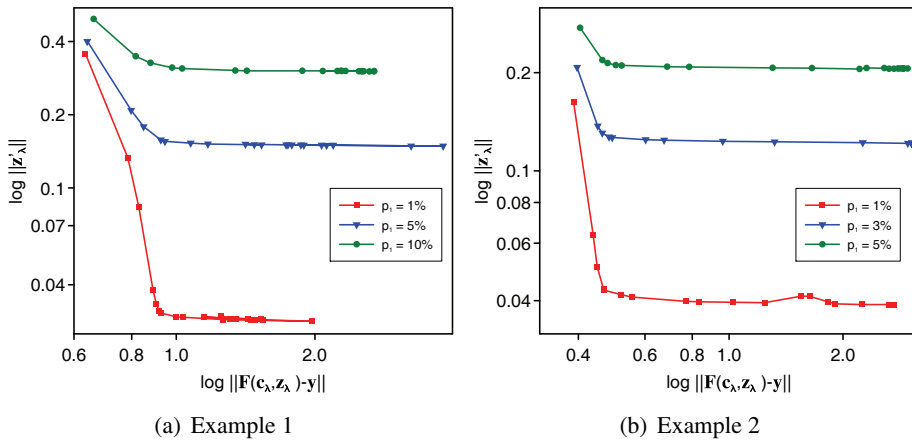 0.4
0.2
0.1
0.07
0.04
log ||z'λ||
p₁ = 1%
p₁ = 5%
p₁ = 10%
0.6 0.8 1.0 2.0
log ||F(cλ,zλ )-y||
(a) Example 1
0.2
0.1
0.08
0.06
0.04
log ||z'λ||
p₁ = 1%
p₁ = 3%
p₁ = 5%
0.4 0.6 1.0 2.0
log ||F(cλ,zλ )-y||
(b) Example 2